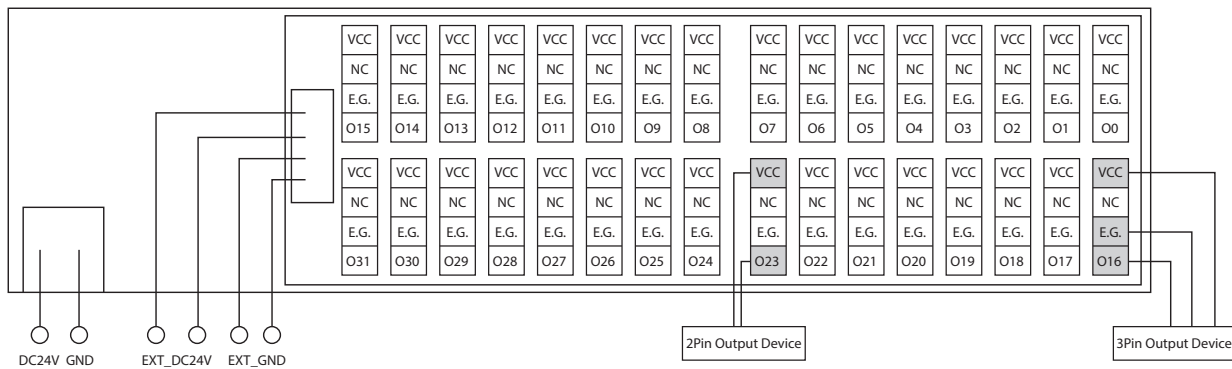 VCC VCC VCC VCC VCC VCC VCC VCC VCC VCC VCC VCC VCC VCC VCC VCC
NC NC NC NC NC NC NC NC NC NC NC NC NC NC NC NC
E.G. E.G. E.G. E.G. E.G. E.G. E.G. E.G. E.G. E.G. E.G. E.G. E.G. E.G. E.G. E.G.
O15 O14 O13 O12 O11 O10 O9 O8 O7 O6 O5 O4 O3 O2 O1 O0
VCC VCC VCC VCC VCC VCC VCC VCC VCC VCC VCC VCC VCC VCC VCC VCC
NC NC NC NC NC NC NC NC NC NC NC NC NC NC NC NC
E.G. E.G. E.G. E.G. E.G. E.G. E.G. E.G. E.G. E.G. E.G. E.G. E.G. E.G. E.G. E.G.
O31 O30 O29 O28 O27 O26 O25 O24 O23 O22 O21 O20 O19 O18 O17 O16
2Pin Output Device 3Pin Output Device
DC24V GND EXT_DC24V EXT_GND